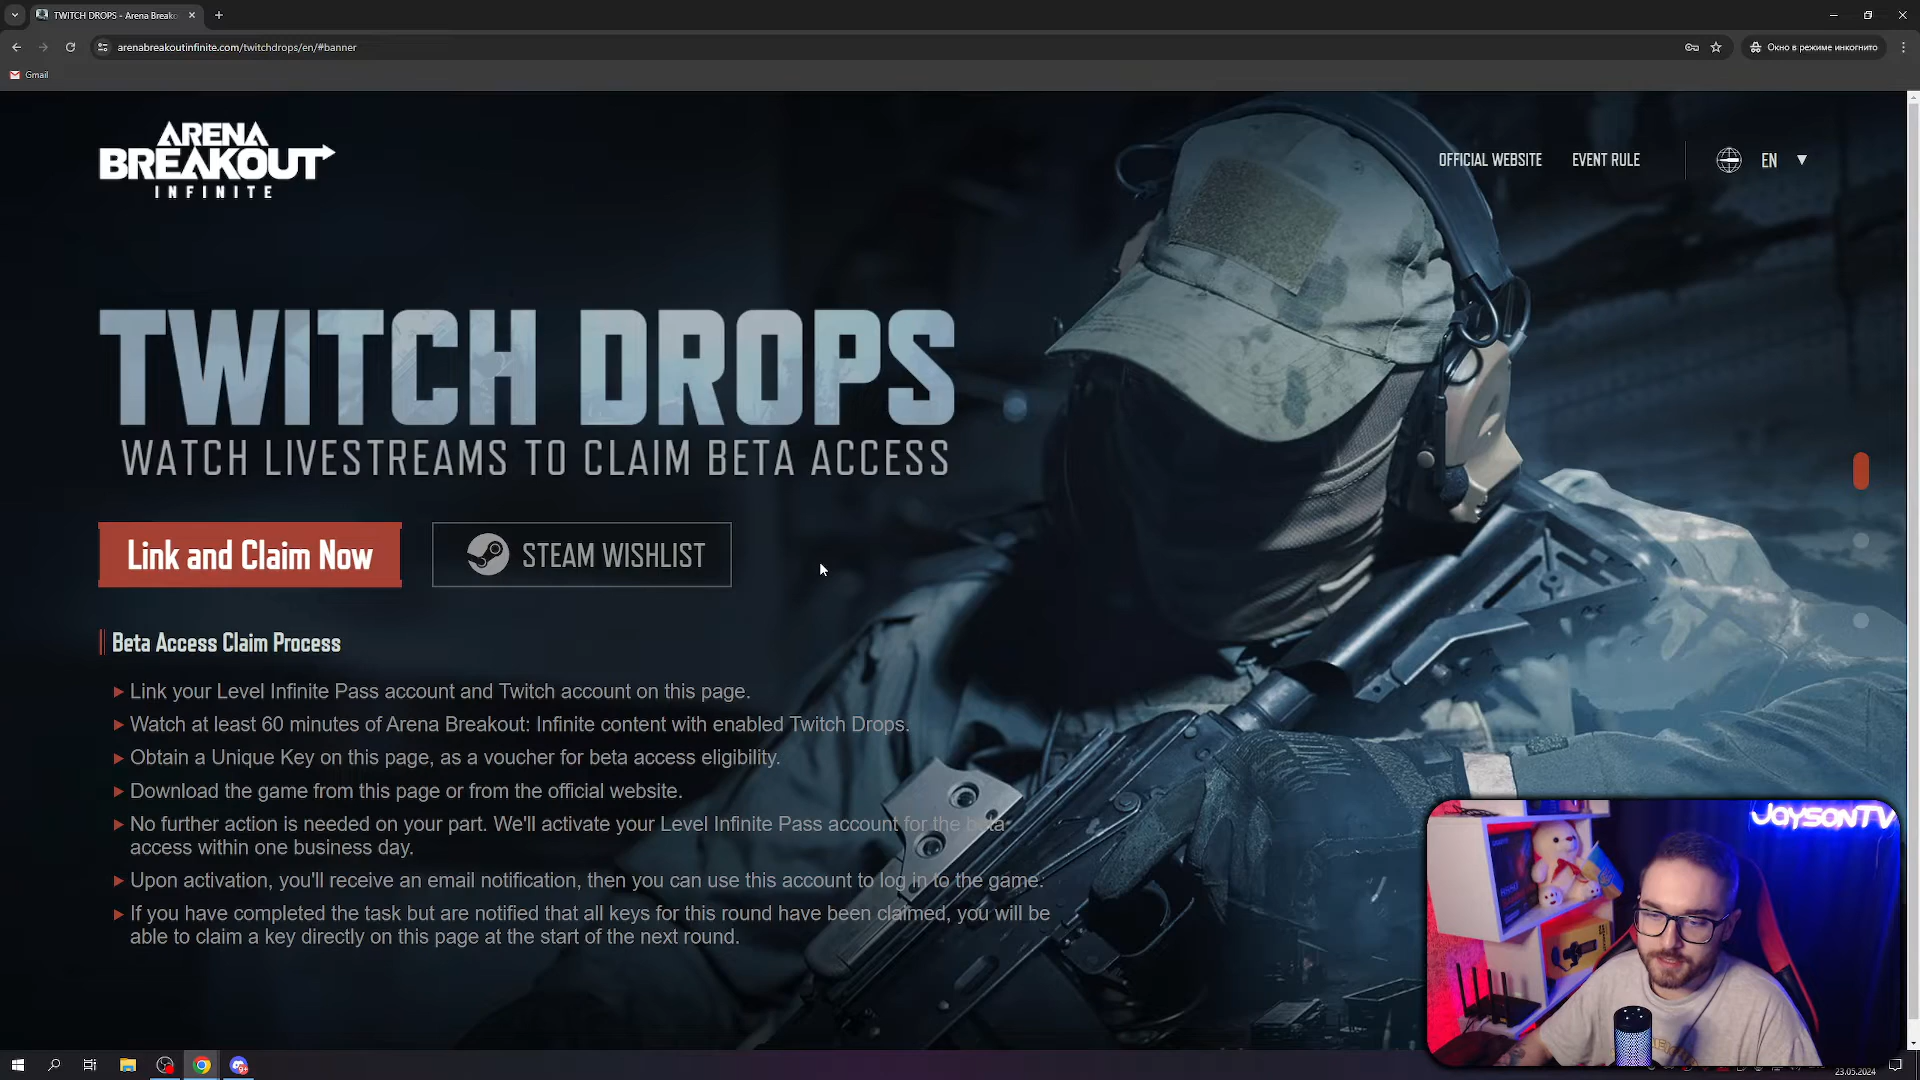 TWITCH DROPS - Arena Breako
arenabreakoutinfinite.com/twitchdrops/en/#banner
Окно в режиме инкогнито
Gmail
ARENA
BREAKOUT
INFINITE
OFFICIAL WEBSITE
EVENT RULE
EN
TWITCH DROPS
WATCH LIVESTREAMS TO CLAIM BETA ACCESS
Link and Claim Now
STEAM WISHLIST
Beta Access Claim Process
Link your Level Infinite Pass account and Twitch account on this page.
Watch at least 60 minutes of Arena Breakout: Infinite content with enabled Twitch Drops.
Obtain a Unique Key on this page, as a voucher for beta access eligibility.
Download the game from this page or from the official website.
No further action is needed on your part. We'll activate your Level Infinite Pass account for the beta
access within one business day.
Upon activation, you'll receive an email notification, then you can use this account to log in to the game.
If you have completed the task but are notified that all keys for this round have been claimed, you will be
able to claim a key directly on this page at the start of the next round.
JAYSONTV
23.05.2024